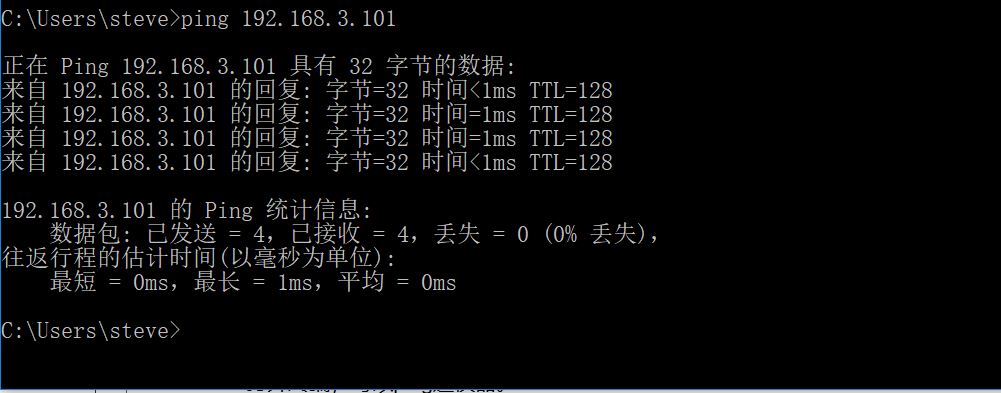 C:\Users\steve>ping 192.168.3.101
正在 Ping 192.168.3.101 具有 32 字节的数据:
来自 192.168.3.101 的回复: 字节=32 时间<1ms TTL=128
来自 192.168.3.101 的回复: 字节=32 时间=1ms TTL=128
来自 192.168.3.101 的回复: 字节=32 时间=1ms TTL=128
来自 192.168.3.101 的回复: 字节=32 时间<1ms TTL=128
192.168.3.101 的 Ping 统计信息:
数据包: 已发送 = 4，已接收 = 4，丢失 = 0 (0% 丢失)，
往返行程的估计时间(以毫秒为单位):
最短 = 0ms，最长 = 1ms，平均 = 0ms
C:\Users\steve>